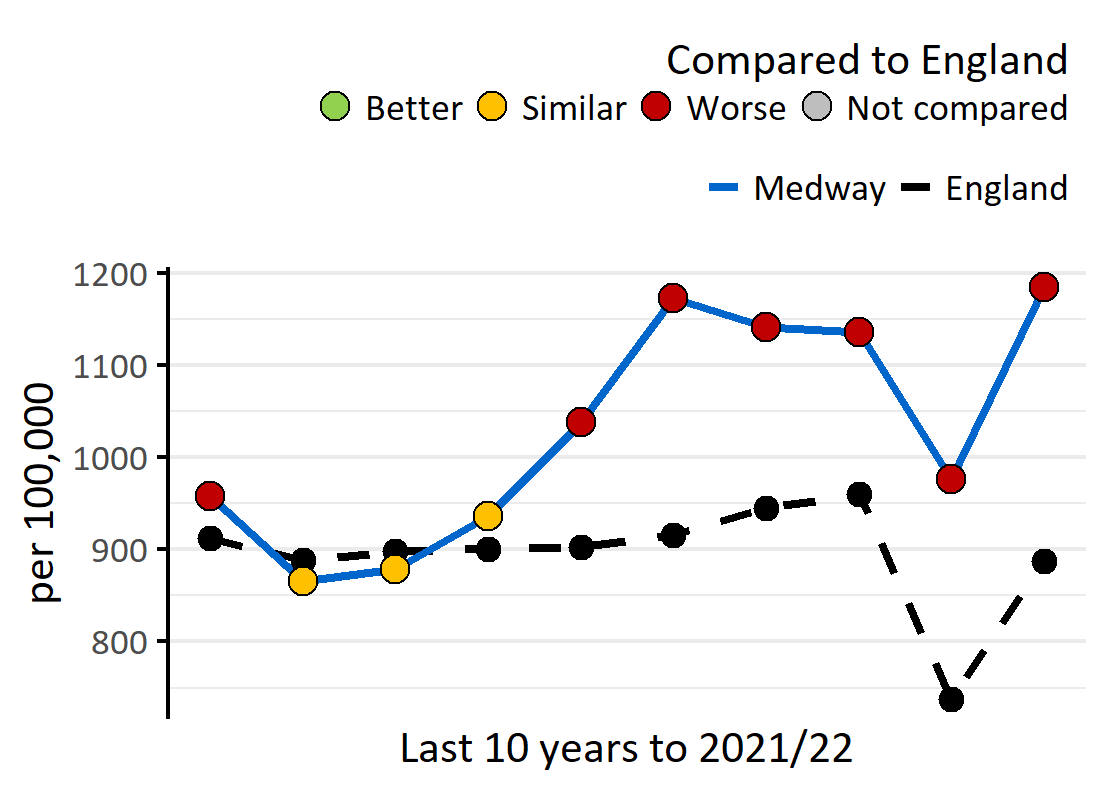 Compared to England
Better Similar Worse Not compared
Medway England
1200
1100
1000
900
800
per 100,000
Last 10 years to 2021/22